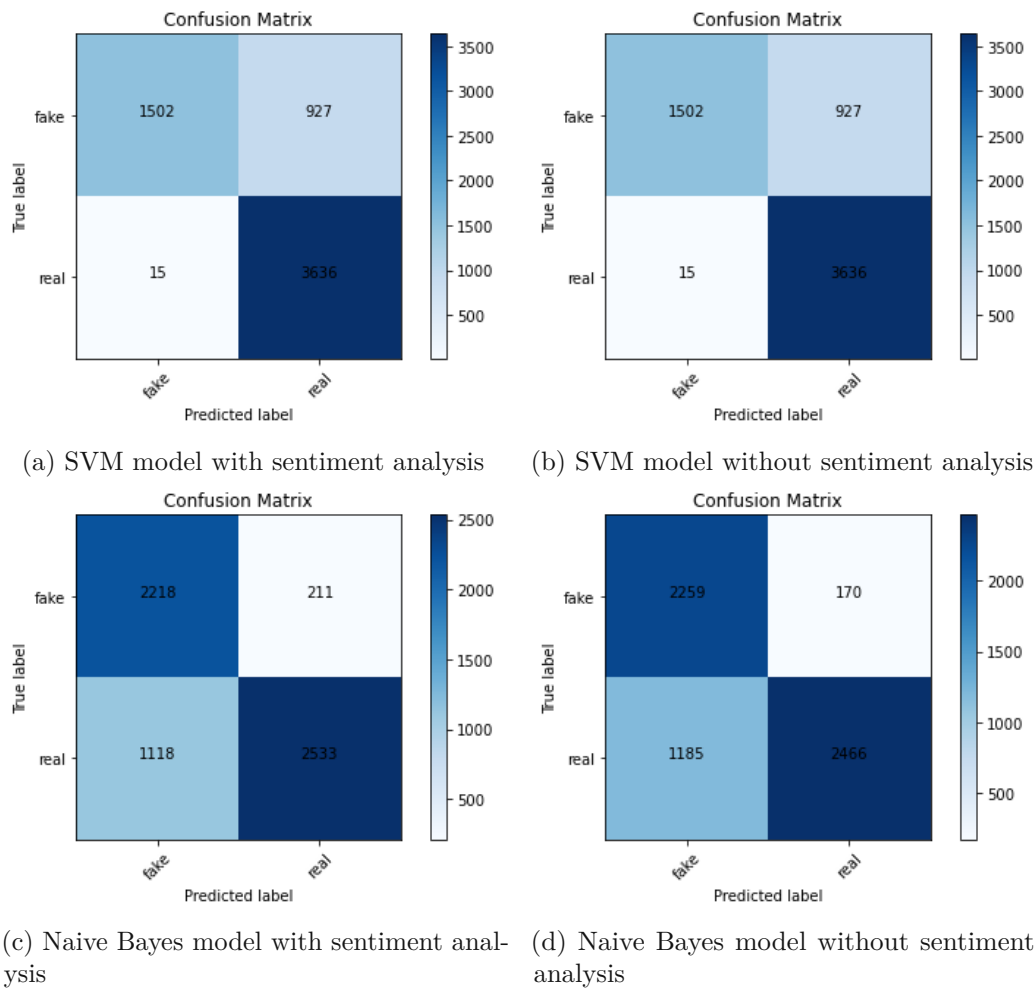 Confusion Matrix
fake
real
True label
1502
927
15
3636
fake
real
Predicted label
3500
3000
2500
2000
1500
1000
500
(a) SVM model with sentiment analysis
Confusion Matrix
fake
real
True label
1502
927
15
3636
fake
real
Predicted label
3500
3000
2500
2000
1500
1000
500
(b) SVM model without sentiment analysis
Confusion Matrix
fake
real
True label
2218
211
1118
2533
fake
real
Predicted label
2500
2000
1500
1000
500
(c) Naive Bayes model with sentiment anal-
ysis
Confusion Matrix
fake
real
True label
2259
170
1185
2466
fake
real
Predicted label
2000
1500
1000
500
(d) Naive Bayes model without sentiment
analysis